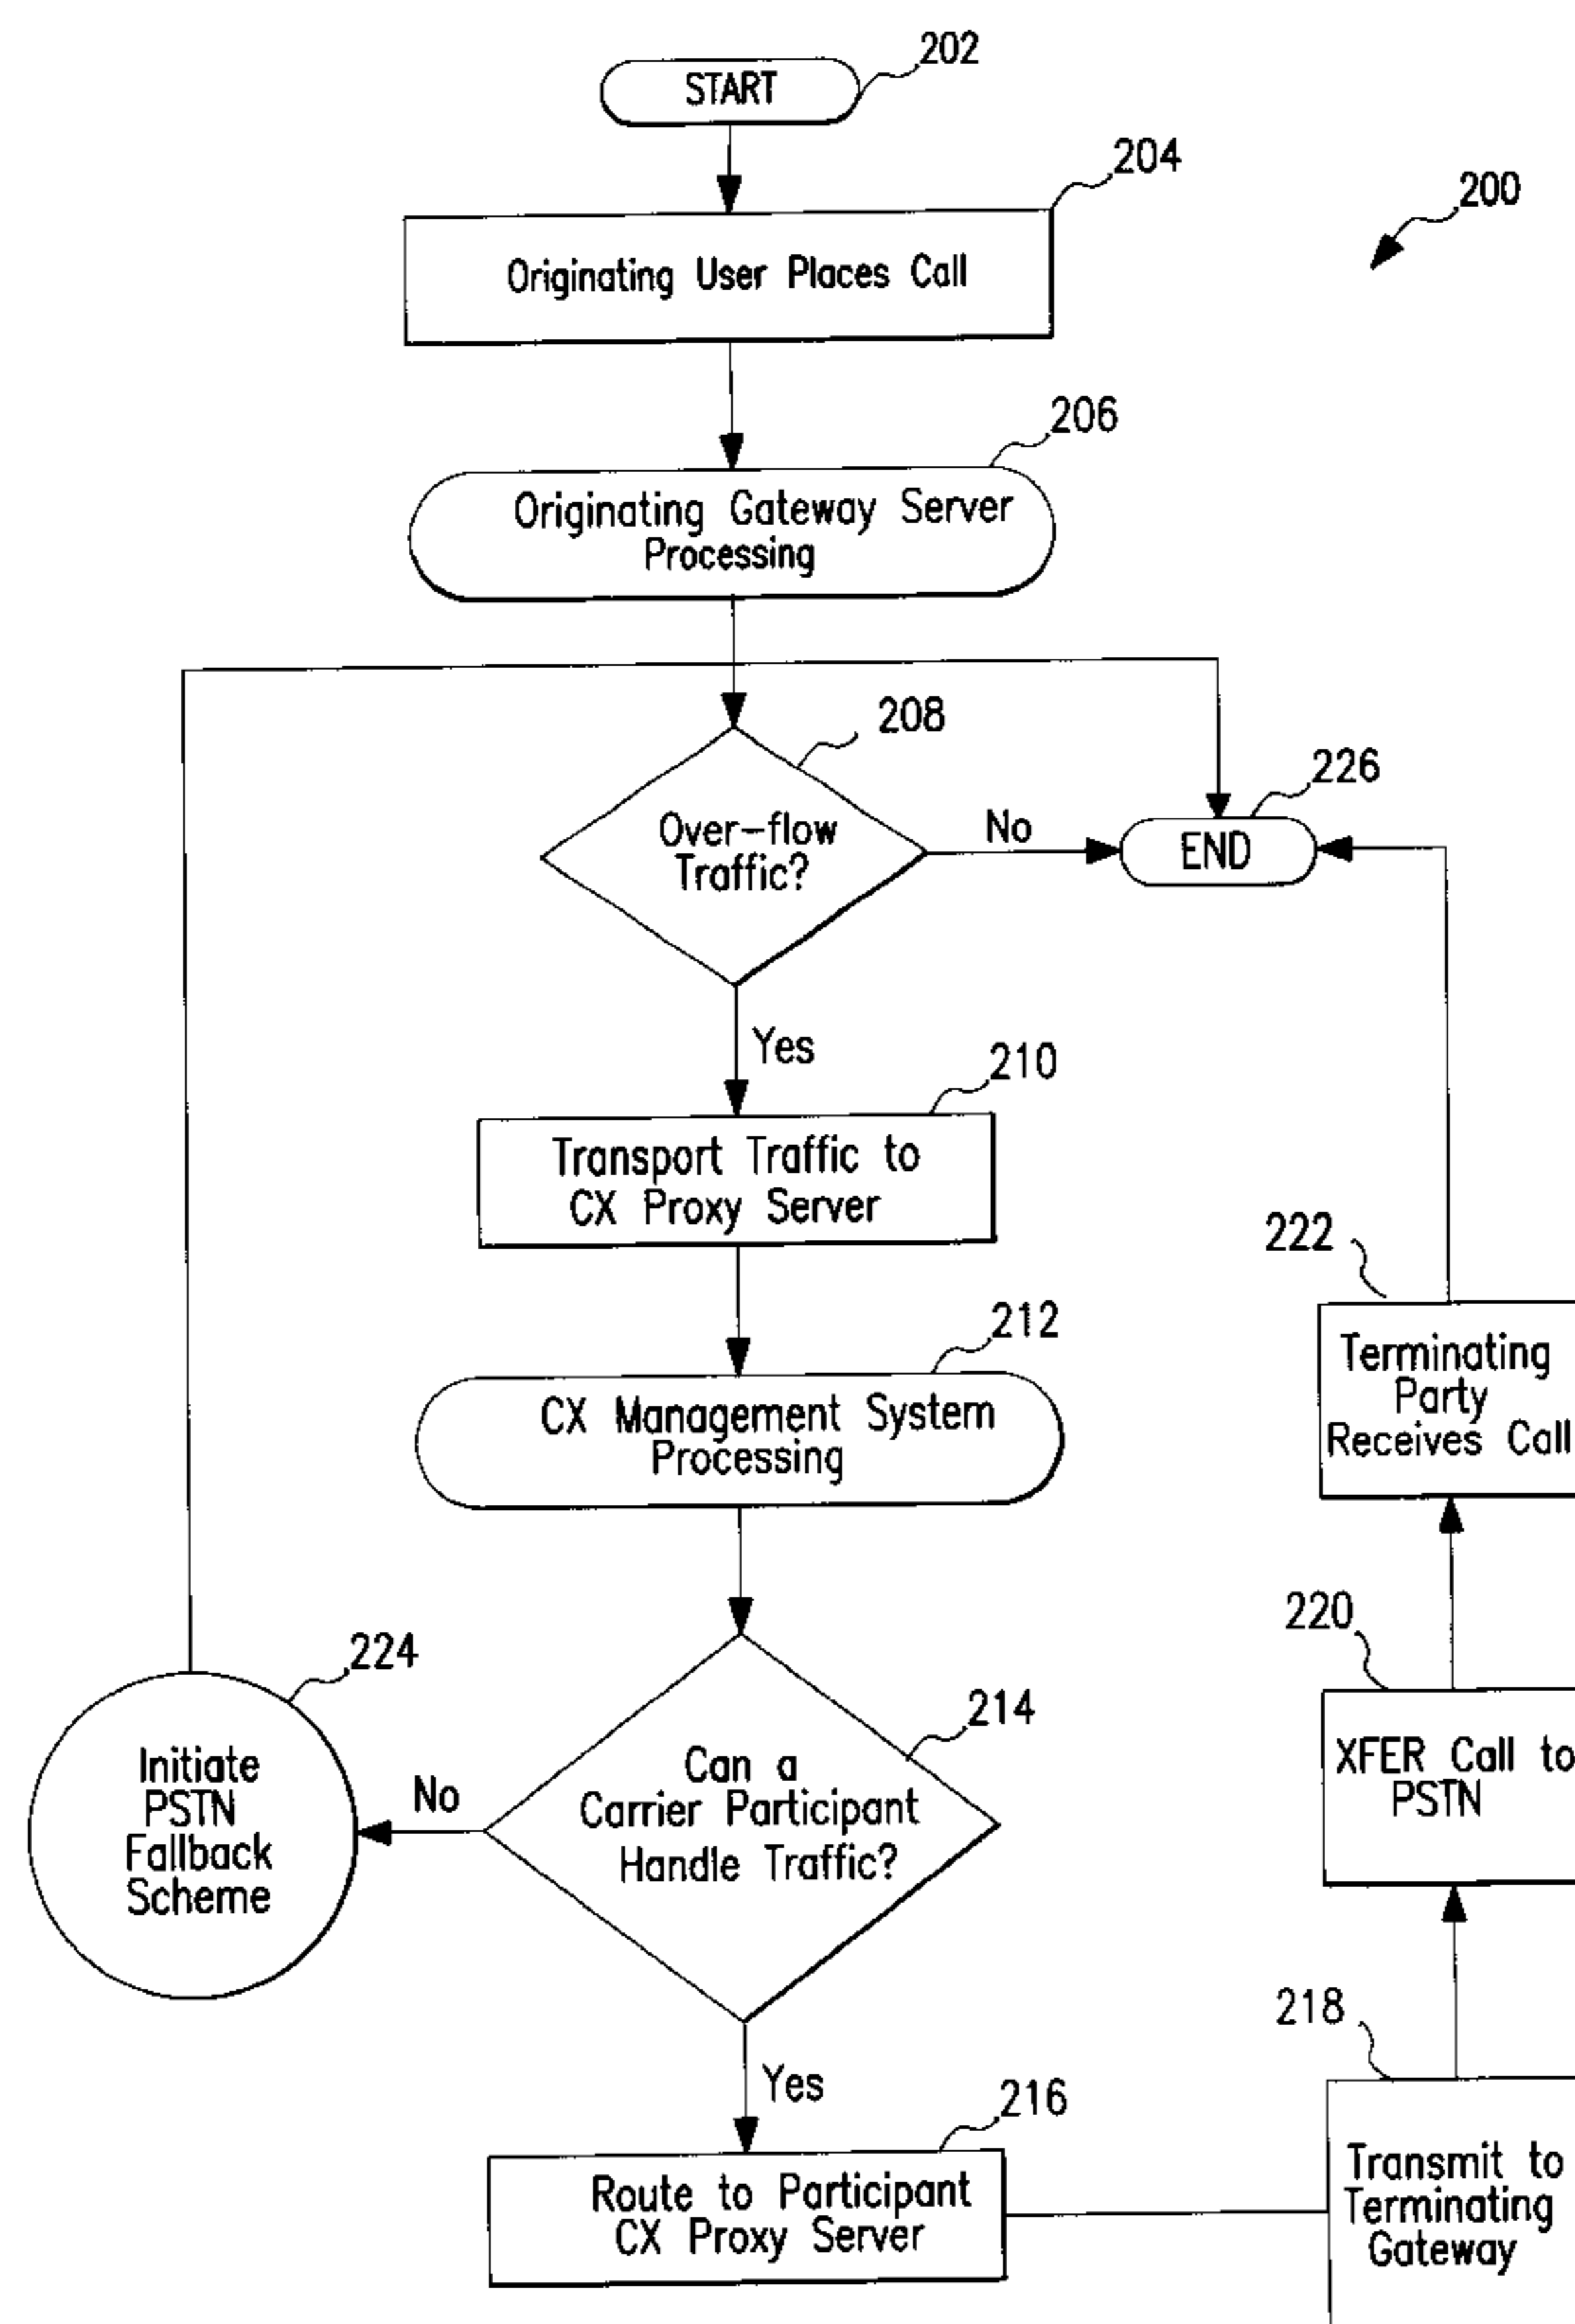 202
START
204
200
Originating User Places Call
206
Originating Gateway Server
Processing
208
226
Over-flow
Traffic?
No
END
Yes
210
Transport Traffic to
CX Proxy Server
222
212
Terminating
Party
Receives Call
CX Management System
Processing
220
224
214
XFER Call to
PSTN
Initiate
PSTN
Fallback
Scheme
No
Can a
Carrier Participant
Handle Traffic?
218
Yes
216
Transmit to
Terminating
Gateway
Route to Participant
CX Proxy Server